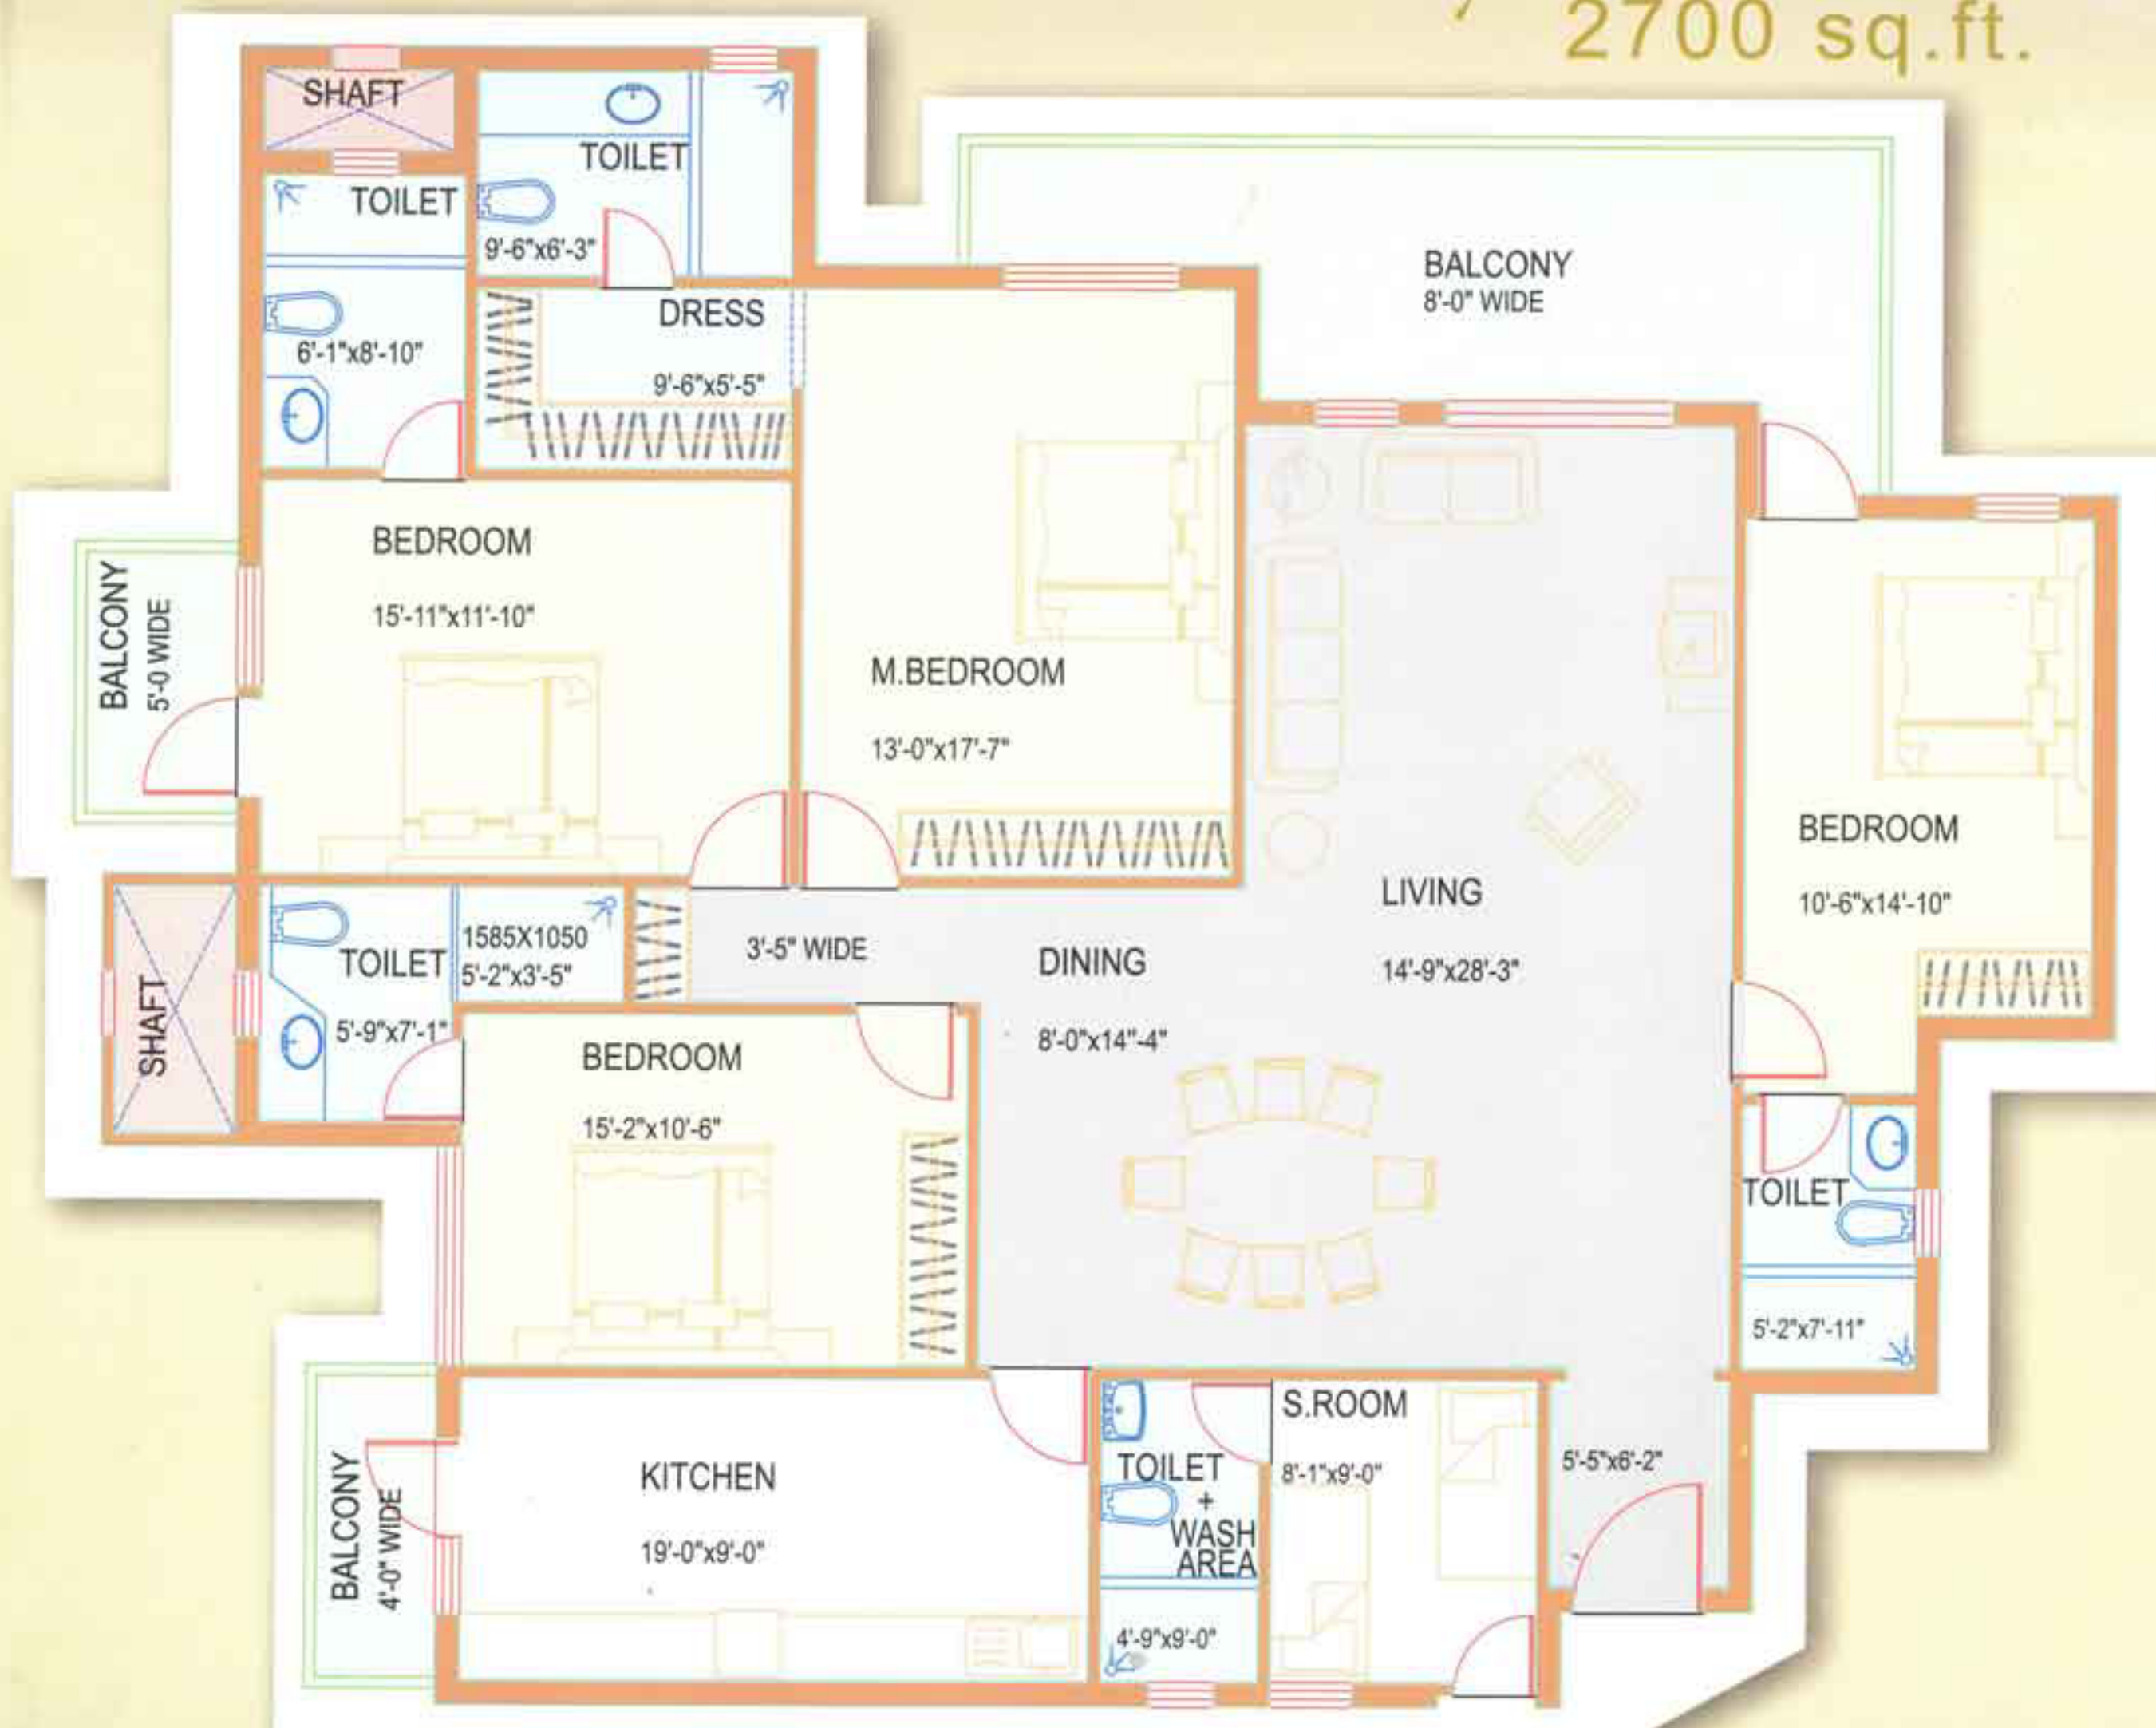 2700 sq.ft.
SHAFT
TOILET
9'-6"x6'-3"
TOILET
6'-1"x8'-10"
DRESS
9'-6"x5'-5"
BALCONY
8'-0" WIDE
BEDROOM
15'-11"x11'-10"
BALCONY
5'-0 WIDE
M.BEDROOM
13'-0"x17'-7"
BEDROOM
10'-6"x14'-10"
LIVING
14'-9"x28'-3"
DINING
8'-0"x14"-4"
3'-5" WIDE
TOILET
5'-9"x7'-1"
1585X1050
5'-2"x3'-5"
SHAFT
BEDROOM
15'-2"x10'-6"
TOILET
5'-2"x7'-11"
KITCHEN
19'-0"x9'-0"
BALCONY
4'-0" WIDE
TOILET
+
WASH
AREA
4'-9"x9'-0"
S.ROOM
8'-1"x9'-0"
5'-5"x6'-2"